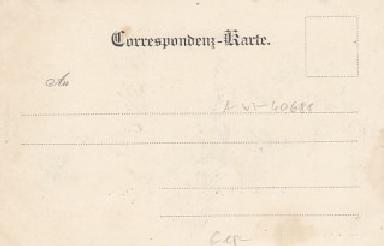 Correspondenz-Karte.
An
A WI-40688